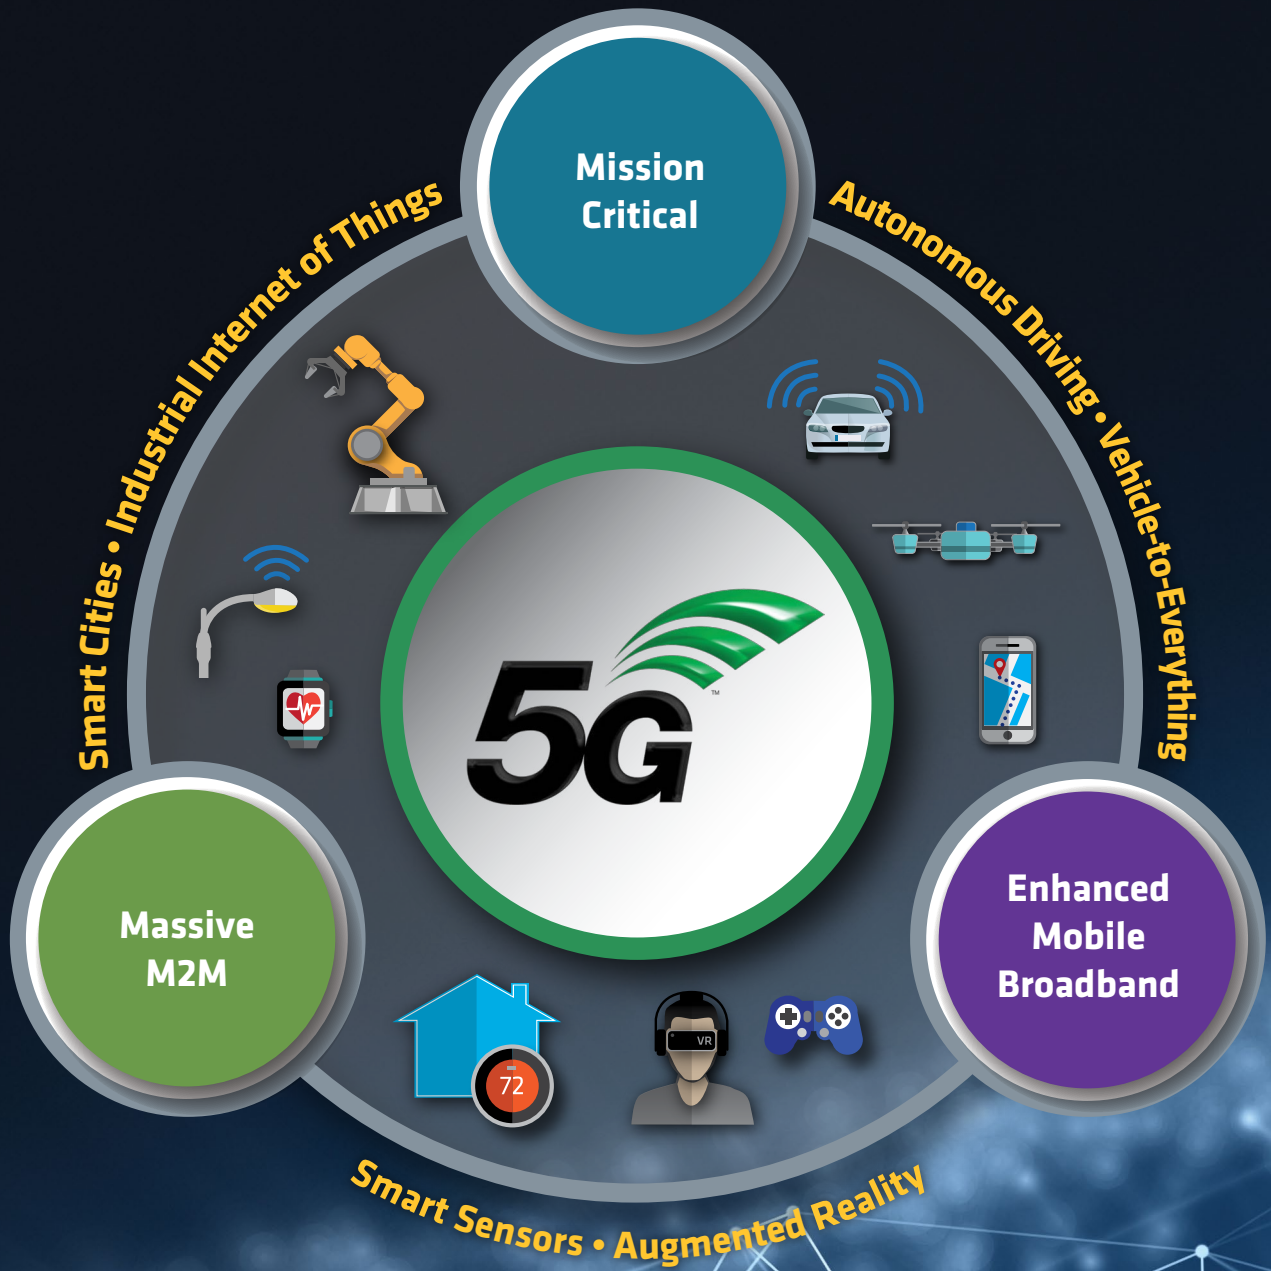 Mission
Critical
Smart Cities • Industrial Internet of Things
Autonomous Driving • Vehicle-to-Everything
5G
™
Massive
M2M
Enhanced
Mobile
Broadband
VR
72
Smart Sensors • Augmented Reality